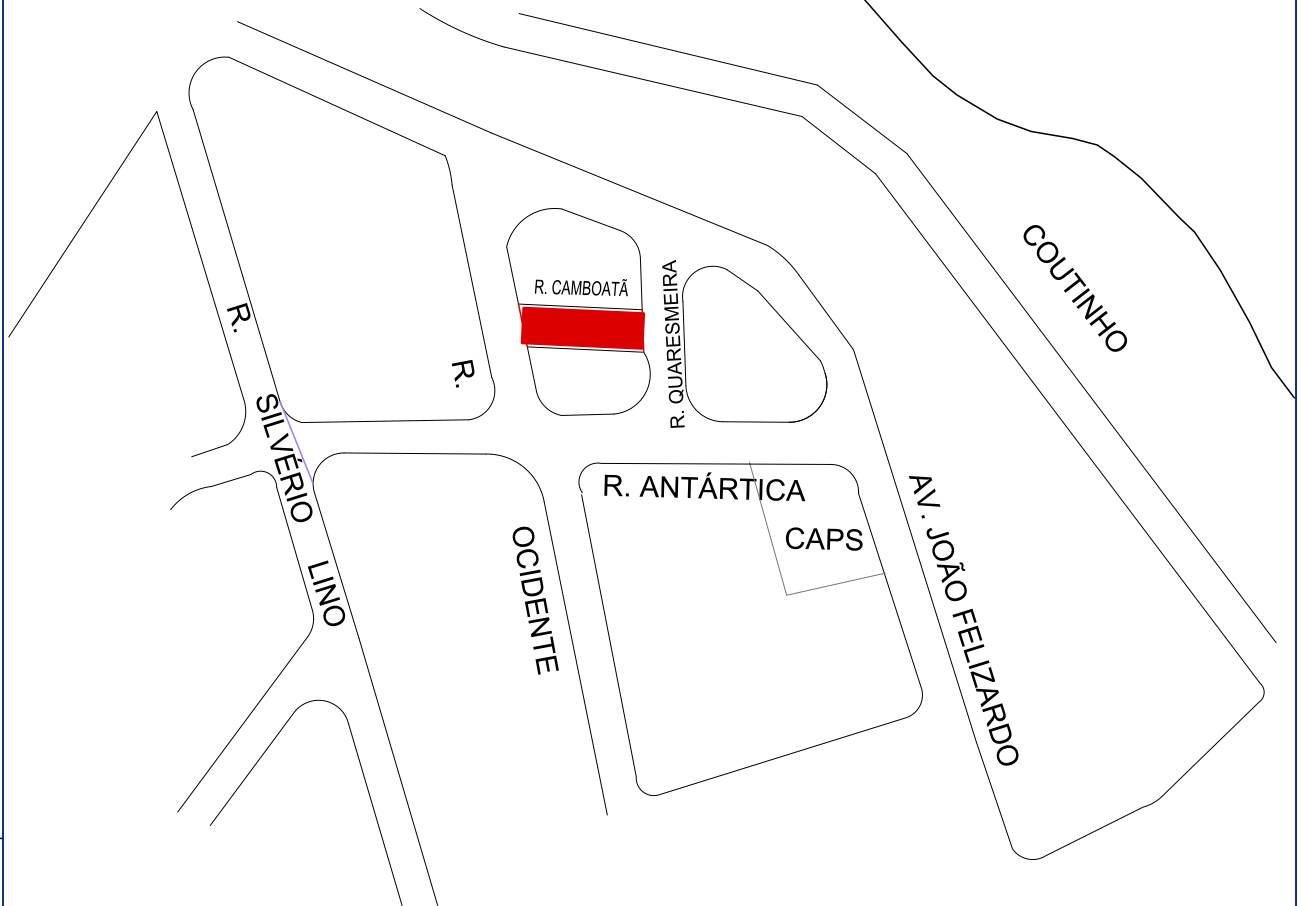 COUTINHO
R. CAMBOATÃ
R. QUARESMEIRA
R. SILVÉRIO LINO
R. OCIDENTE
R. ANTÁRTICA
CAPS
AV. JOÃO FELIZARDO